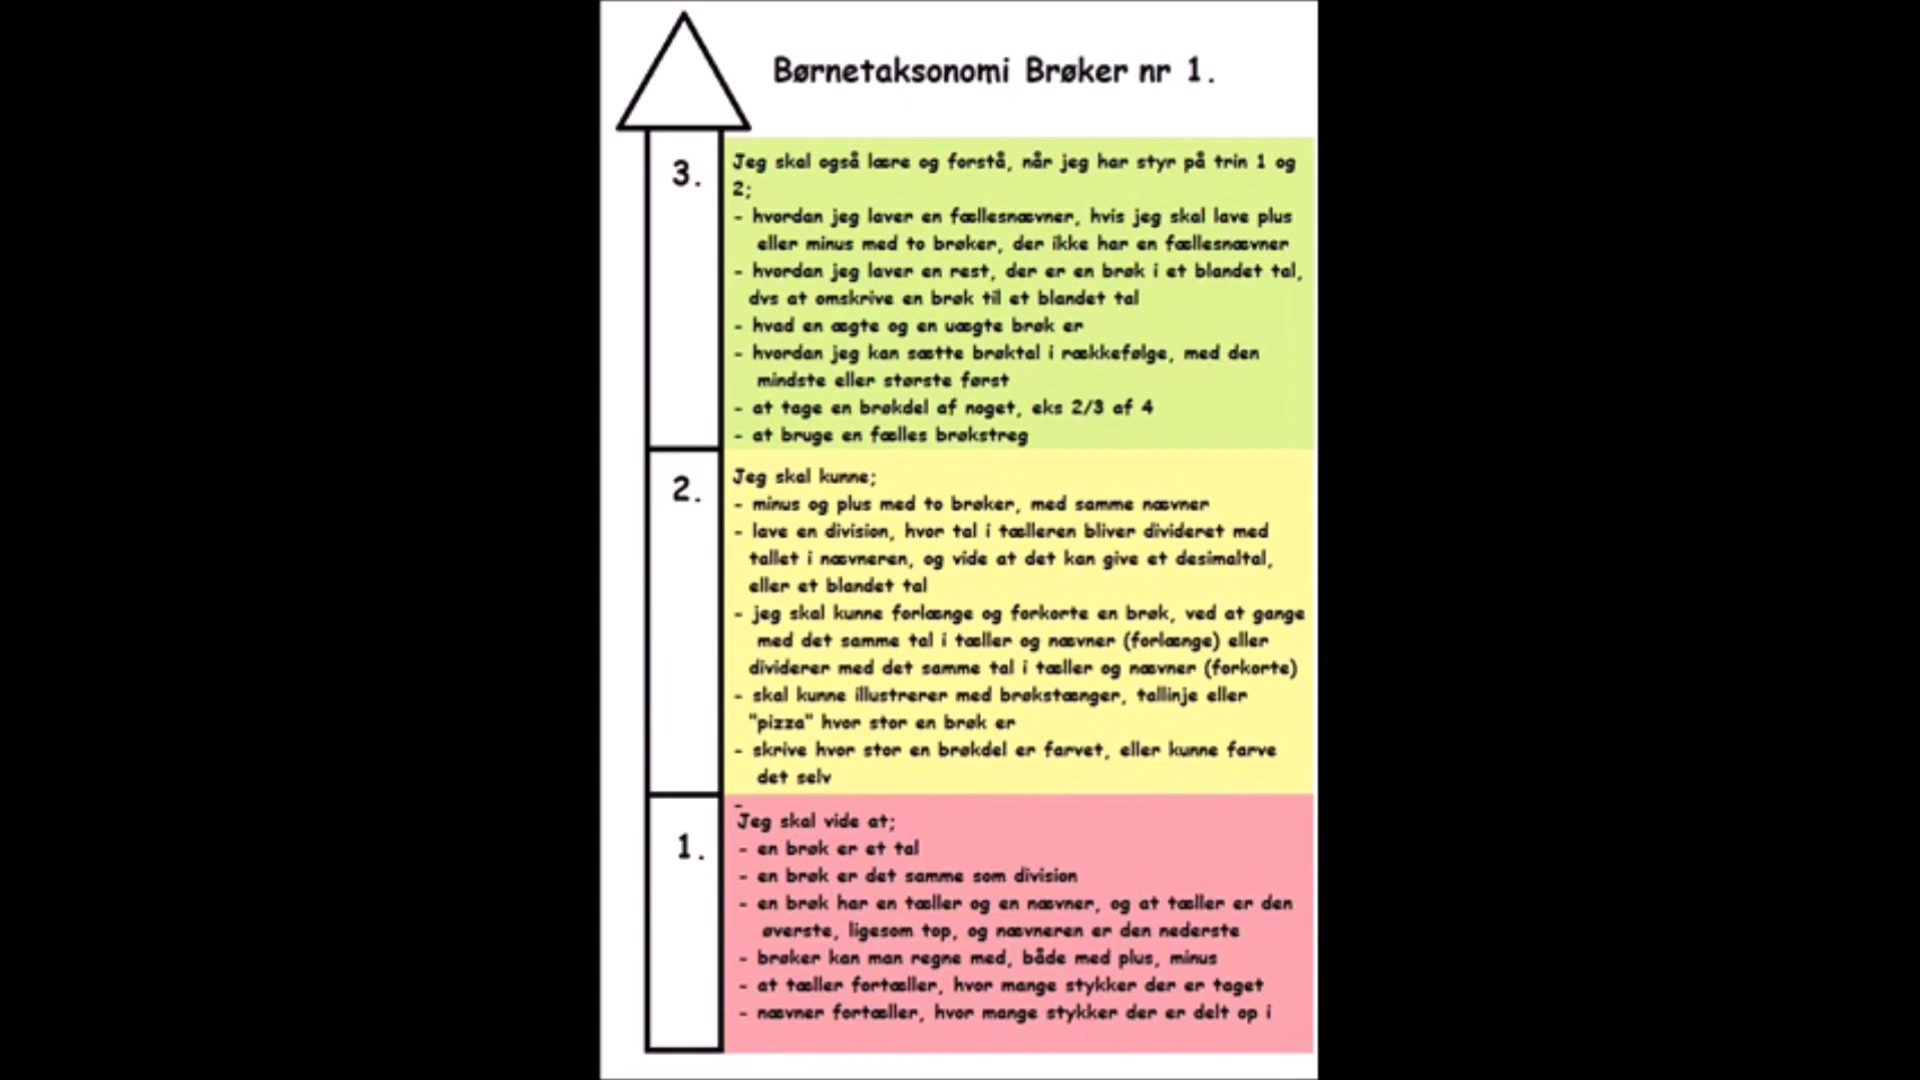 Børnetaksonomi Brøker nr 1.
3.
Jeg skal også lære og forstå, når jeg har styr på trin 1 og
2;
- hvordan jeg laver en fællesnævner, hvis jeg skal lave plus
eller minus med to brøker, der ikke har en fællesnævner
- hvordan jeg laver en rest, der er en brøk i et blandet tal,
dvs at omskrive en brøk til et blandet tal
- hvad en ægte og en uægte brøk er
- hvordan jeg kan sætte brøktal i rækkefølge, med den
mindste eller største først
- at tage en brøkdel af noget, eks 2/3 af 4
- at bruge en fælles brøkstreg
2.
Jeg skal kunne;
- minus og plus med to brøker, med samme nævner
- lave en division, hvor tal i tælleren bliver divideret med
tallet i nævneren, og vide at det kan give et desimaltal,
eller et blandet tal
- jeg skal kunne forlænge og forkorte en brøk, ved at gange
med det samme tal i tæller og nævner (forlænge) eller
dividerer med det samme tal i tæller og nævner (forkorte)
- skal kunne illustrerer med brøkstænger, tallinje eller
"pizza" hvor stor en brøk er
- skrive hvor stor en brøkdel er farvet, eller kunne farve
det selv
-
1.
Jeg skal vide at;
- en brøk er et tal
- en brøk er det samme som division
- en brøk har en tæller og en nævner, og at tæller er den
øverste, ligesom top, og nævneren er den nederste
- brøker kan man regne med, både med plus, minus
- at tæller fortæller, hvor mange stykker der er taget
- nævner fortæller, hvor mange stykker der er delt op i